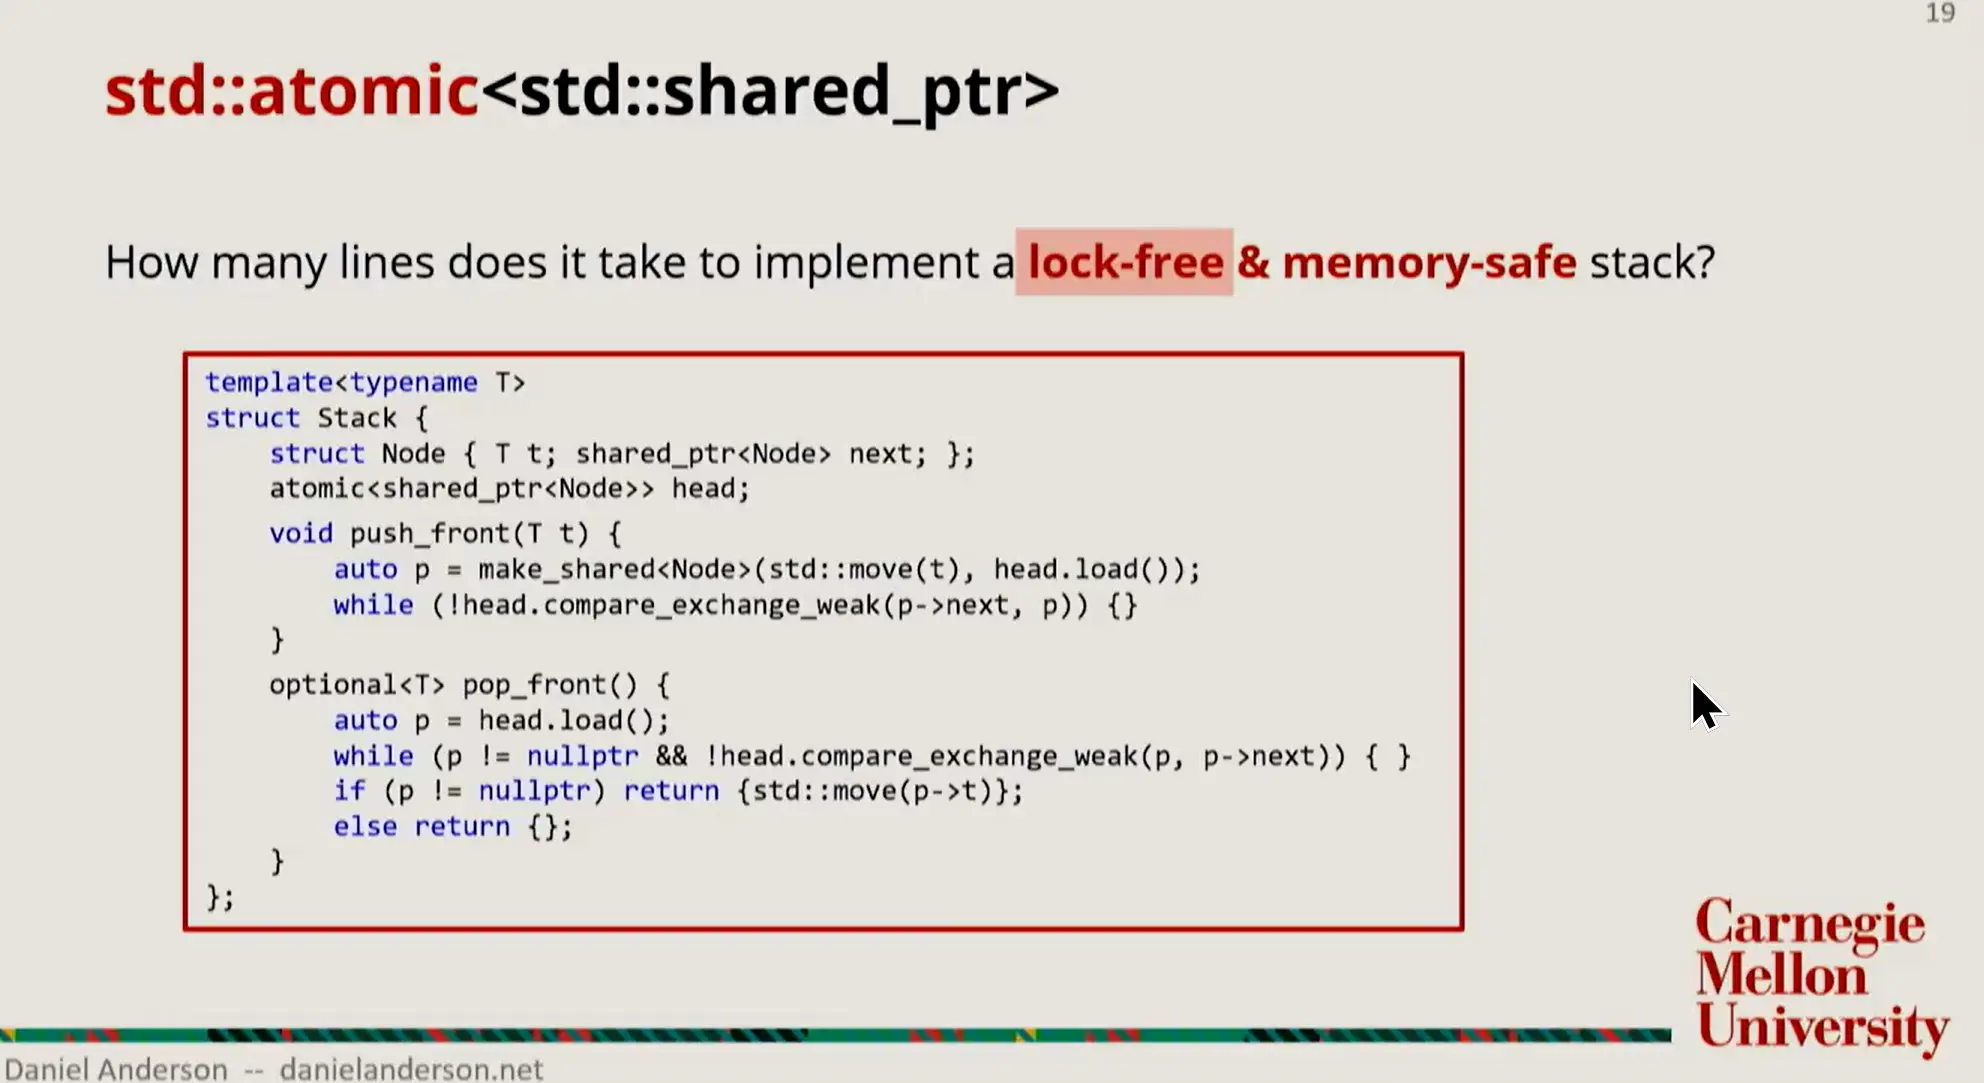 19
std::atomic<std::shared_ptr>
How many lines does it take to implement a lock-free & memory-safe stack?
template<typename T>
struct Stack {
    struct Node { T t; shared_ptr<Node> next; };
    atomic<shared_ptr<Node>> head;
    void push_front(T t) {
        auto p = make_shared<Node>(std::move(t), head.load());
        while (!head.compare_exchange_weak(p->next, p)) {}
    }
    optional<T> pop_front() {
        auto p = head.load();
        while (p != nullptr && !head.compare_exchange_weak(p, p->next)) { }
        if (p != nullptr) return {std::move(p->t)};
        else return {};
    }
};
Carnegie
Mellon
University
Daniel Anderson -- danielanderson.net